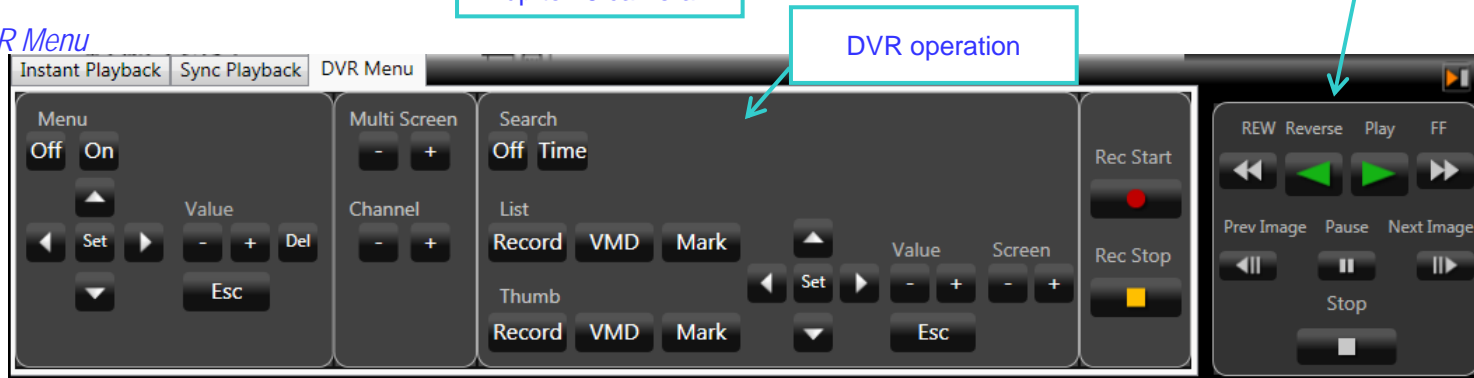 DVR operation
R Menu
Instant Playback Sync Playback DVR Menu
Menu
Off On
Set
Value
- + Del
Esc
Multi Screen
- +
Channel
- +
Search
Off Time
List
Record VMD Mark
Thumb
Record VMD Mark
Set
Value
- +
Esc
Screen
- +
Rec Start
Rec Stop
REW Reverse Play FF
Prev Image Pause Next Image
Stop